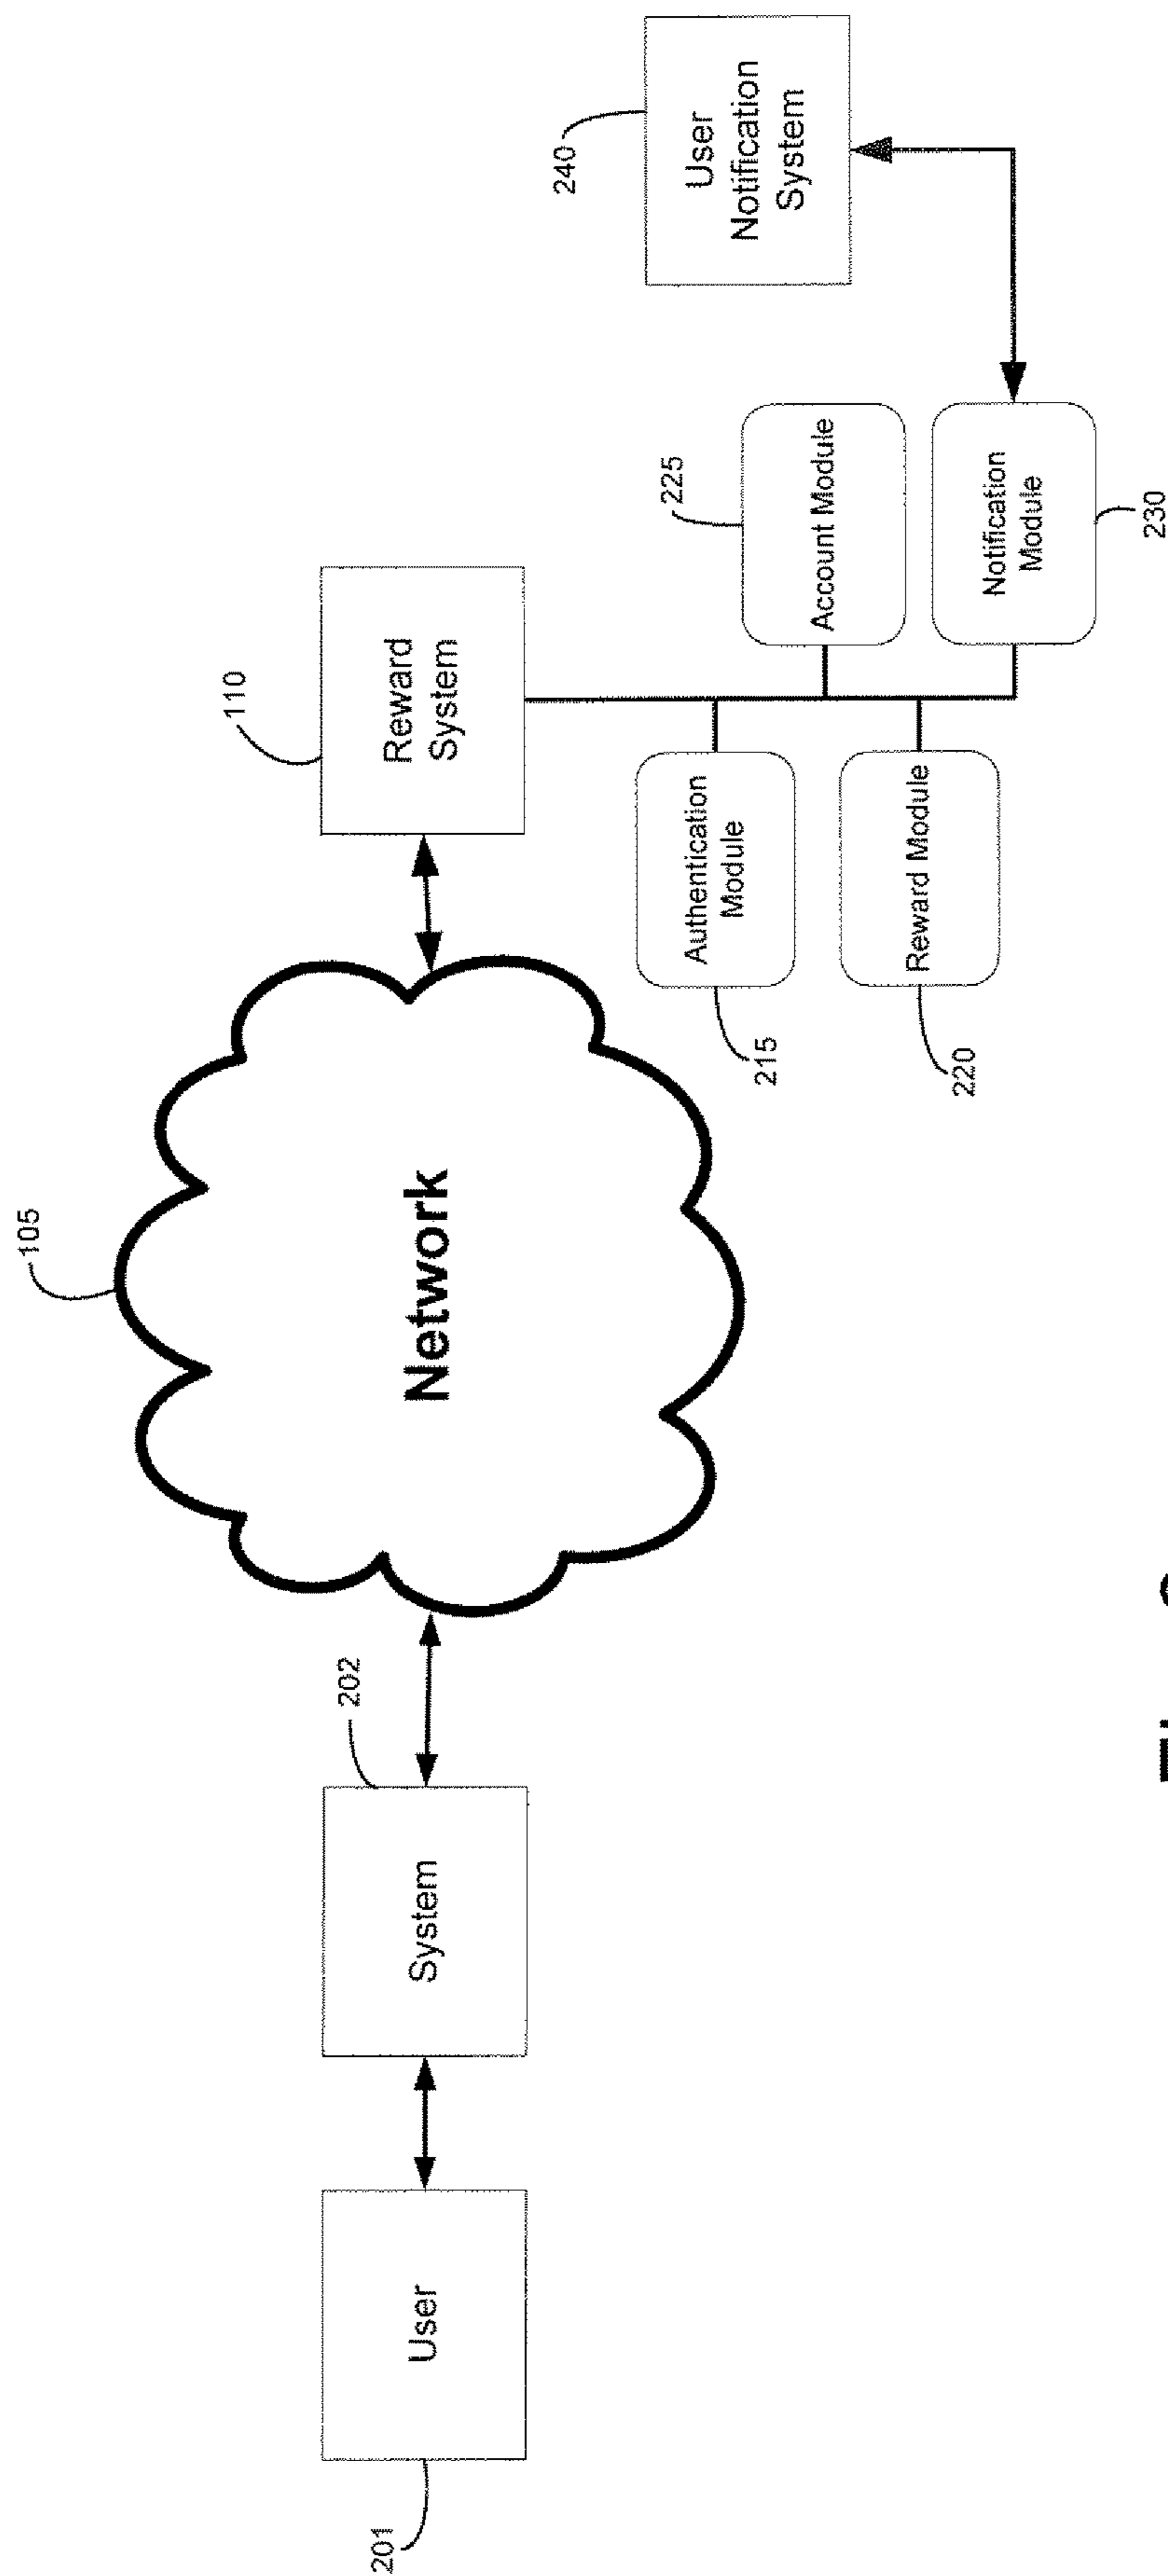 105
110
202
201
User
System
Network
Reward
System
240
User
Notification
System
215
Authentication
Module
225
Account Module
220
Reward Module
Notification
Module
230